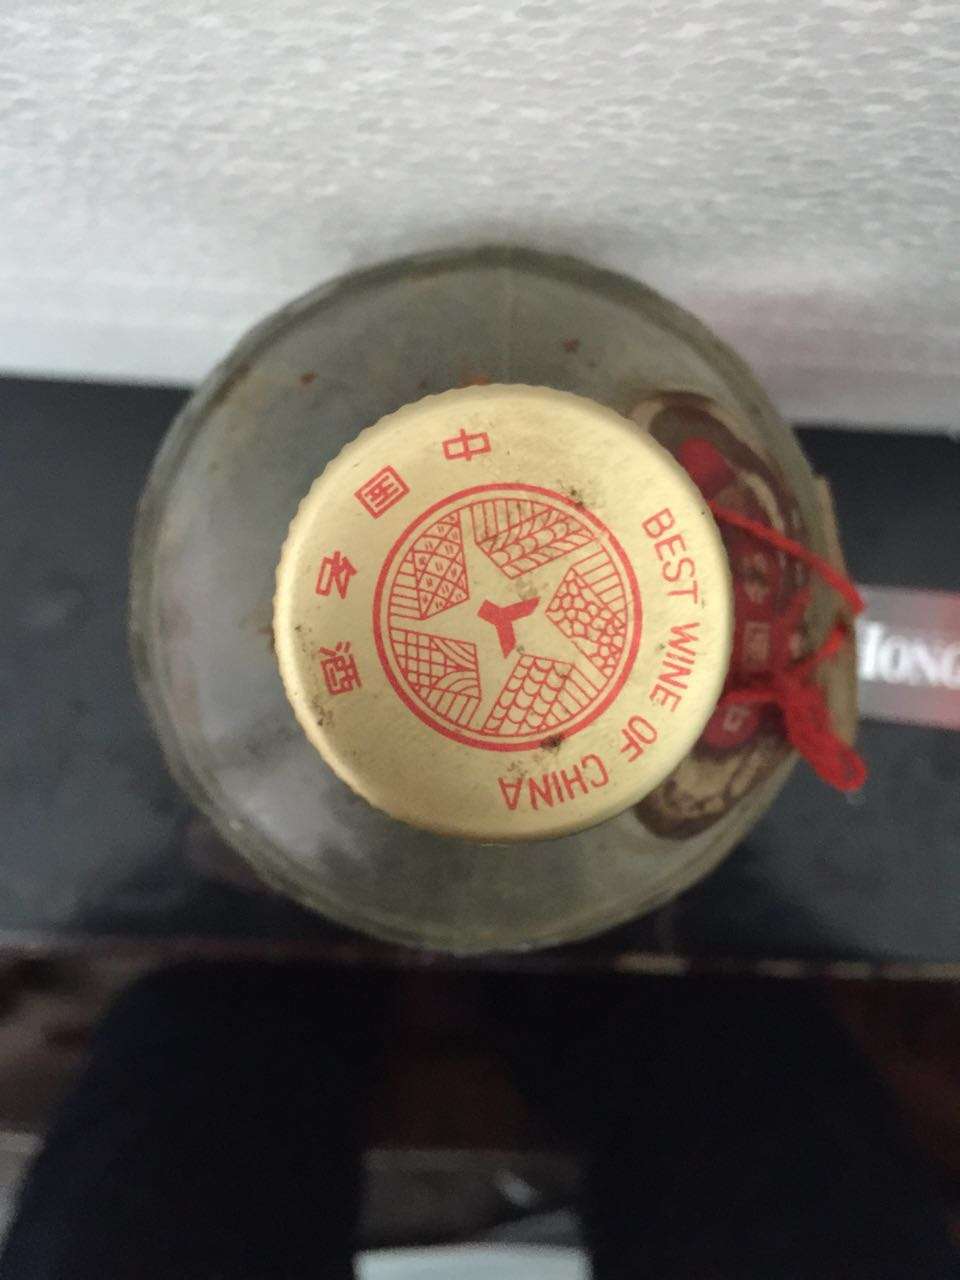 中国名酒
BEST WINE OF CHINA
HONG